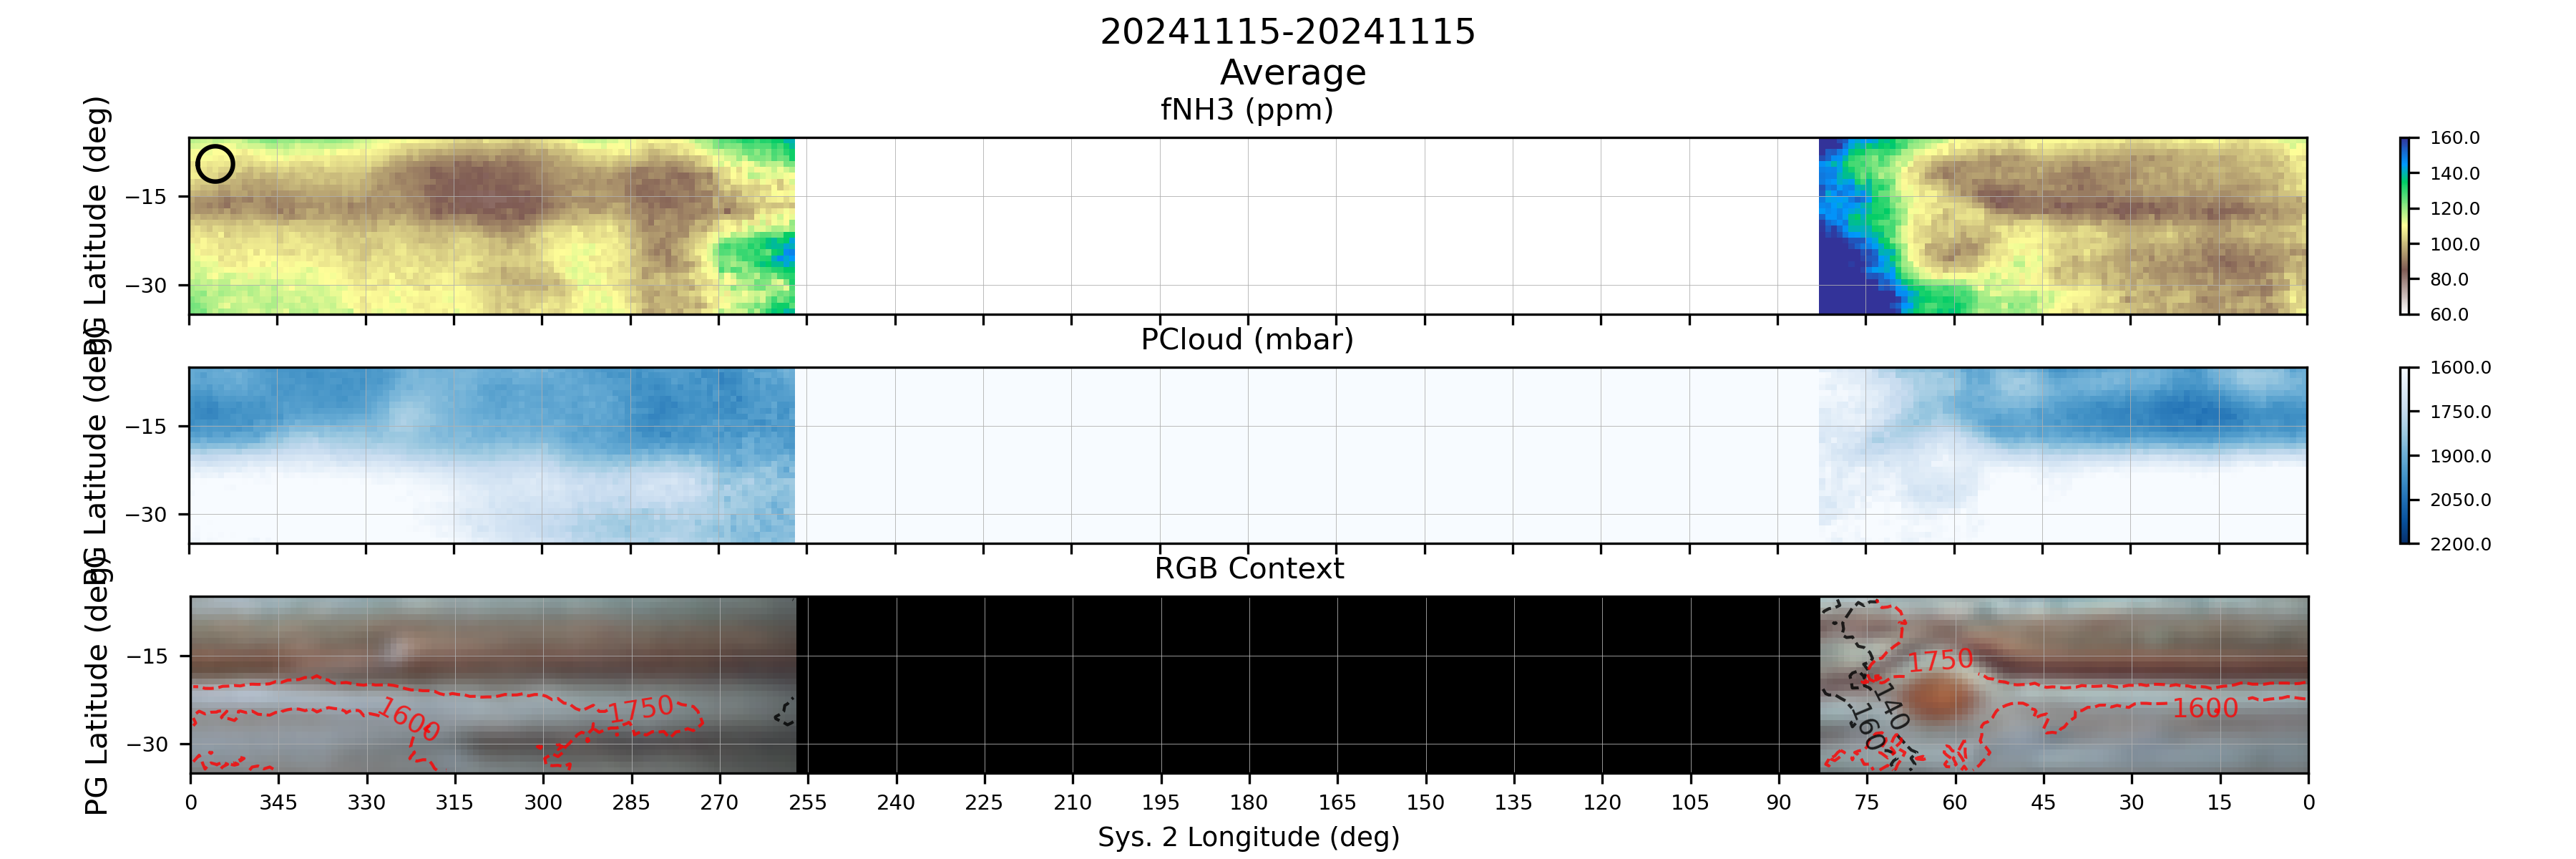 20241115-20241115
Average
fNH3 (ppm)
PG Latitude (deg)
−15
−30
160.0
140.0
120.0
100.0
80.0
60.0
PCloud (mbar)
PG Latitude (deg)
−15
−30
1600.0
1750.0
1900.0
2050.0
2200.0
RGB Context
PG Latitude (deg)
−15
−30
1600
1750
1750
140
160
1600
0 345 330 315 300 285 270 255 240 225 210 195 180 165 150 135 120 105 90 75 60 45 30 15 0
Sys. 2 Longitude (deg)